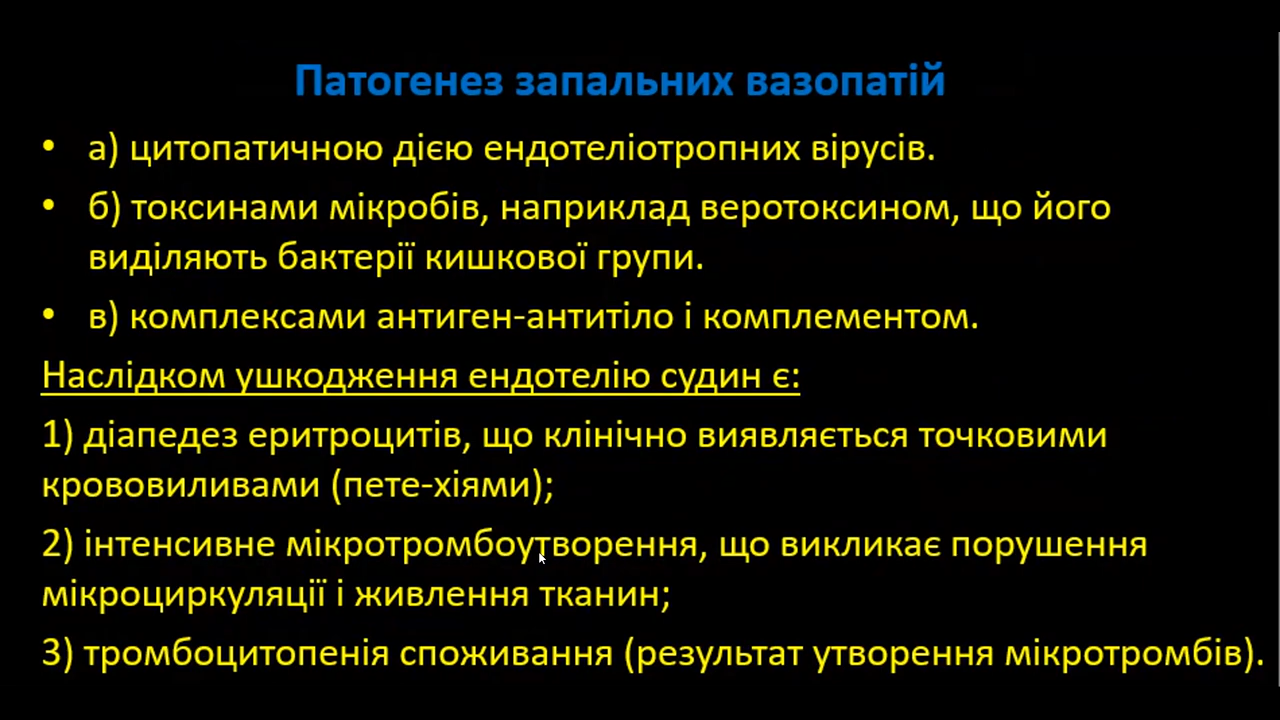 Патогенез запальних вазопатій
• а) цитопатичною дією ендотеліотропних вірусів.
• б) токсинами мікробів, наприклад веротоксином, що його
виділяють бактерії кишкової групи.
• в) комплексами антиген-антитіло і комплементом.
Наслідком ушкодження ендотелію судин є:
1) діапедез еритроцитів, що клінічно виявляється точковими
крововиливами (пете-хіями);
2) інтенсивне мікротромбоутворення, що викликає порушення
мікроциркуляції і живлення тканин;
3) тромбоцитопенія споживання (результат утворення мікротромбів).